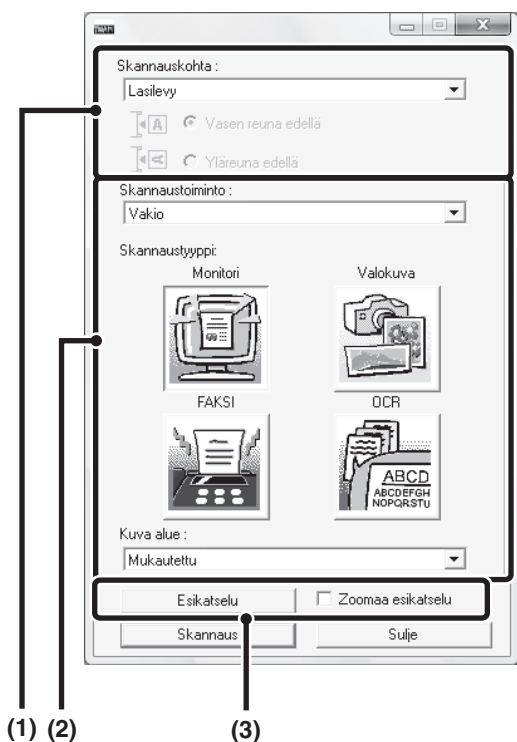 TWAIN
Skannauskohta :
Lasilevy
A Vasen reuna edellä
A Yläreuna edellä
Skannaustoiminto :
Vakio
Skannaustyyppi:
Monitori Valokuva
FAKSI OCR
ABCD
ABCDEFGH
NOPQRSTU
Kuva alue :
Mukautettu
Esikatselu Zoomaa esikatselu
Skannaus Sulje
(1) (2) (3)